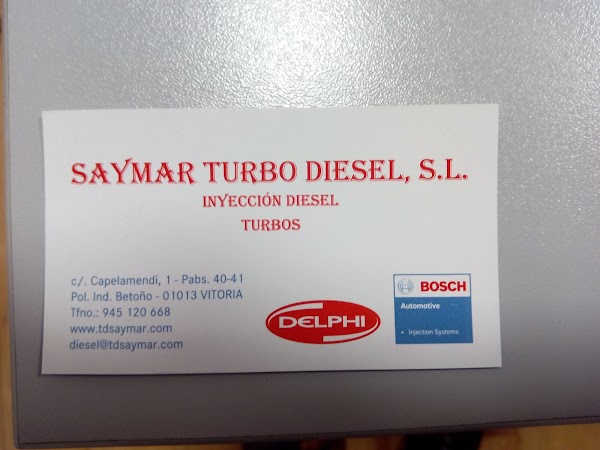 SAYMAR TURBO DIESEL, S.L.
INYECCIÓN DIESEL
TURBOS
c/. Capelamendi, 1 - Pabs. 40-41
Pol. Ind. Betoño - 01013 VITORIA
Tfno.: 945 120 668
www.tdsaymar.com
diesel@tdsaymar.com
DELPHI
BOSCH
Automotive
• Injection Systems